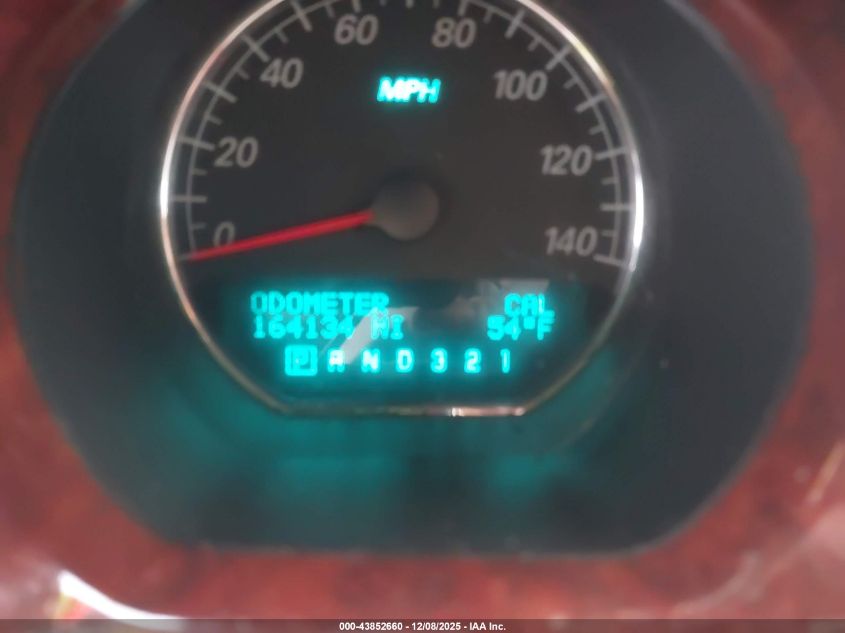 60 80
40 100
MPH
20 120
0 140
ODOMETER CAL
164134 MI 54°F
P R N D 3 2 1
000-43852660 - 12/08/2025 - IAA Inc.